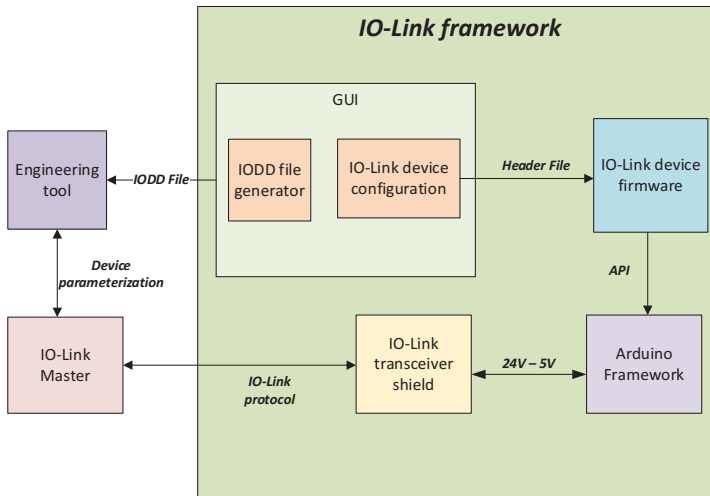 IO-Link framework
GUI
Engineering
tool
IODD File
IODD file
generator
IO-Link device
configuration
Header File
IO-Link device
firmware
Device
parameterization
API
IO-Link
Master
IO-Link
protocol
IO-Link
transceiver
shield
24V – 5V
Arduino
Framework